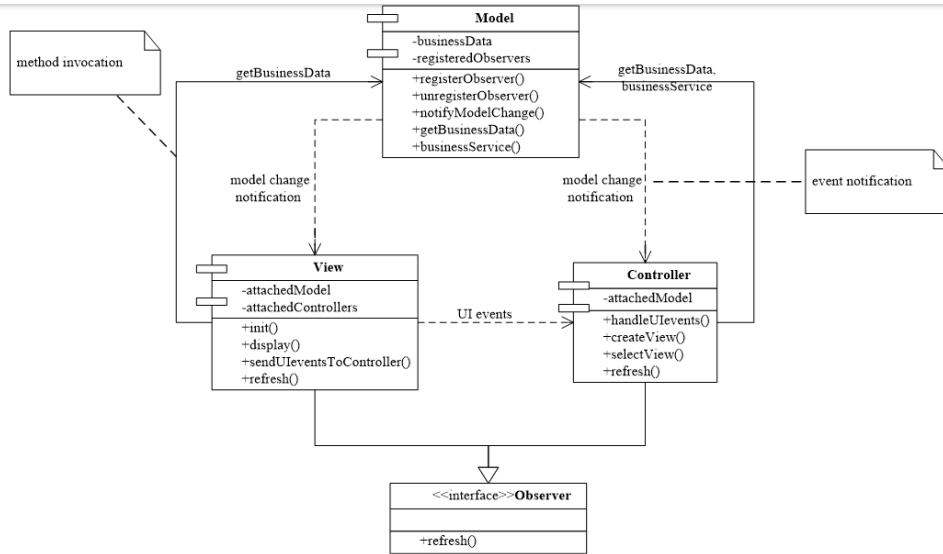 Model
-businessData
-registeredObservers
+registerObserver()
+unregisterObserver()
+notifyModelChange()
+getBusinessData()
+businessService()
method invocation
getBusinessData
getBusinessData,
businessService
model change
notification
model change
notification
event notification
View
-attachedModel
-attachedControllers
+init()
+display()
+sendUIeventsToController()
+refresh()
UI events
Controller
-attachedModel
+handleUIevents()
+createView()
+selectView()
+refresh()
<<interface>>Observer
+refresh()